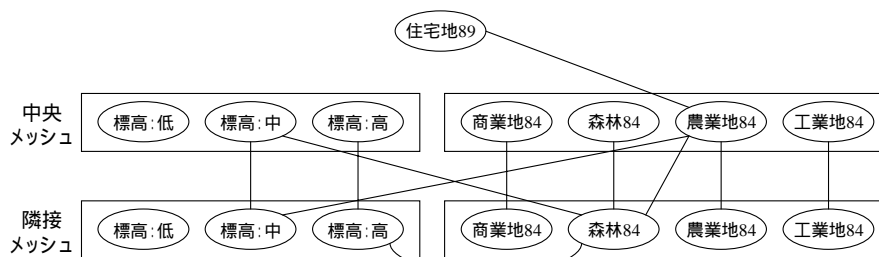 住宅地89
中央
メッシュ
標高:低 標高:中 標高:高 商業地84 森林84 農業地84 工業地84
隣接
メッシュ
標高:低 標高:中 標高:高 商業地84 森林84 農業地84 工業地84